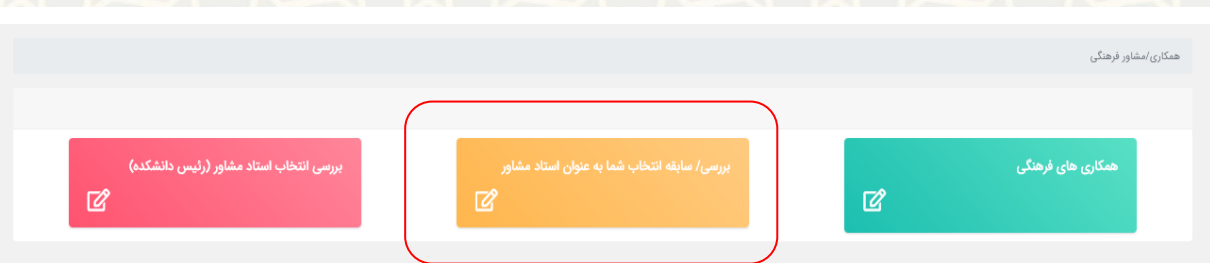 همکاری/مشاور فرهنگی
همکاری های فرهنگی
بررسی/ سابقه انتخاب شما به عنوان استاد مشاور
بررسی انتخاب استاد مشاور (رئیس دانشکده)